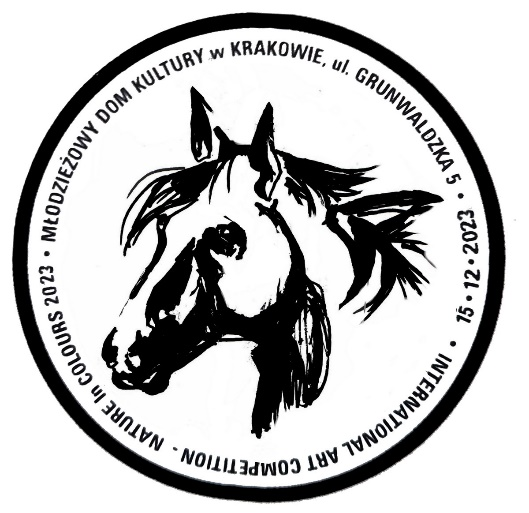 • MŁODZIEŻOWY DOM KULTURY w KRAKOWIE, ul. GRUNWALDZKA 5 • 15 • 12 • 2023 • INTERNATIONAL ART COMPETITION - NATURE In COLOURS 2023